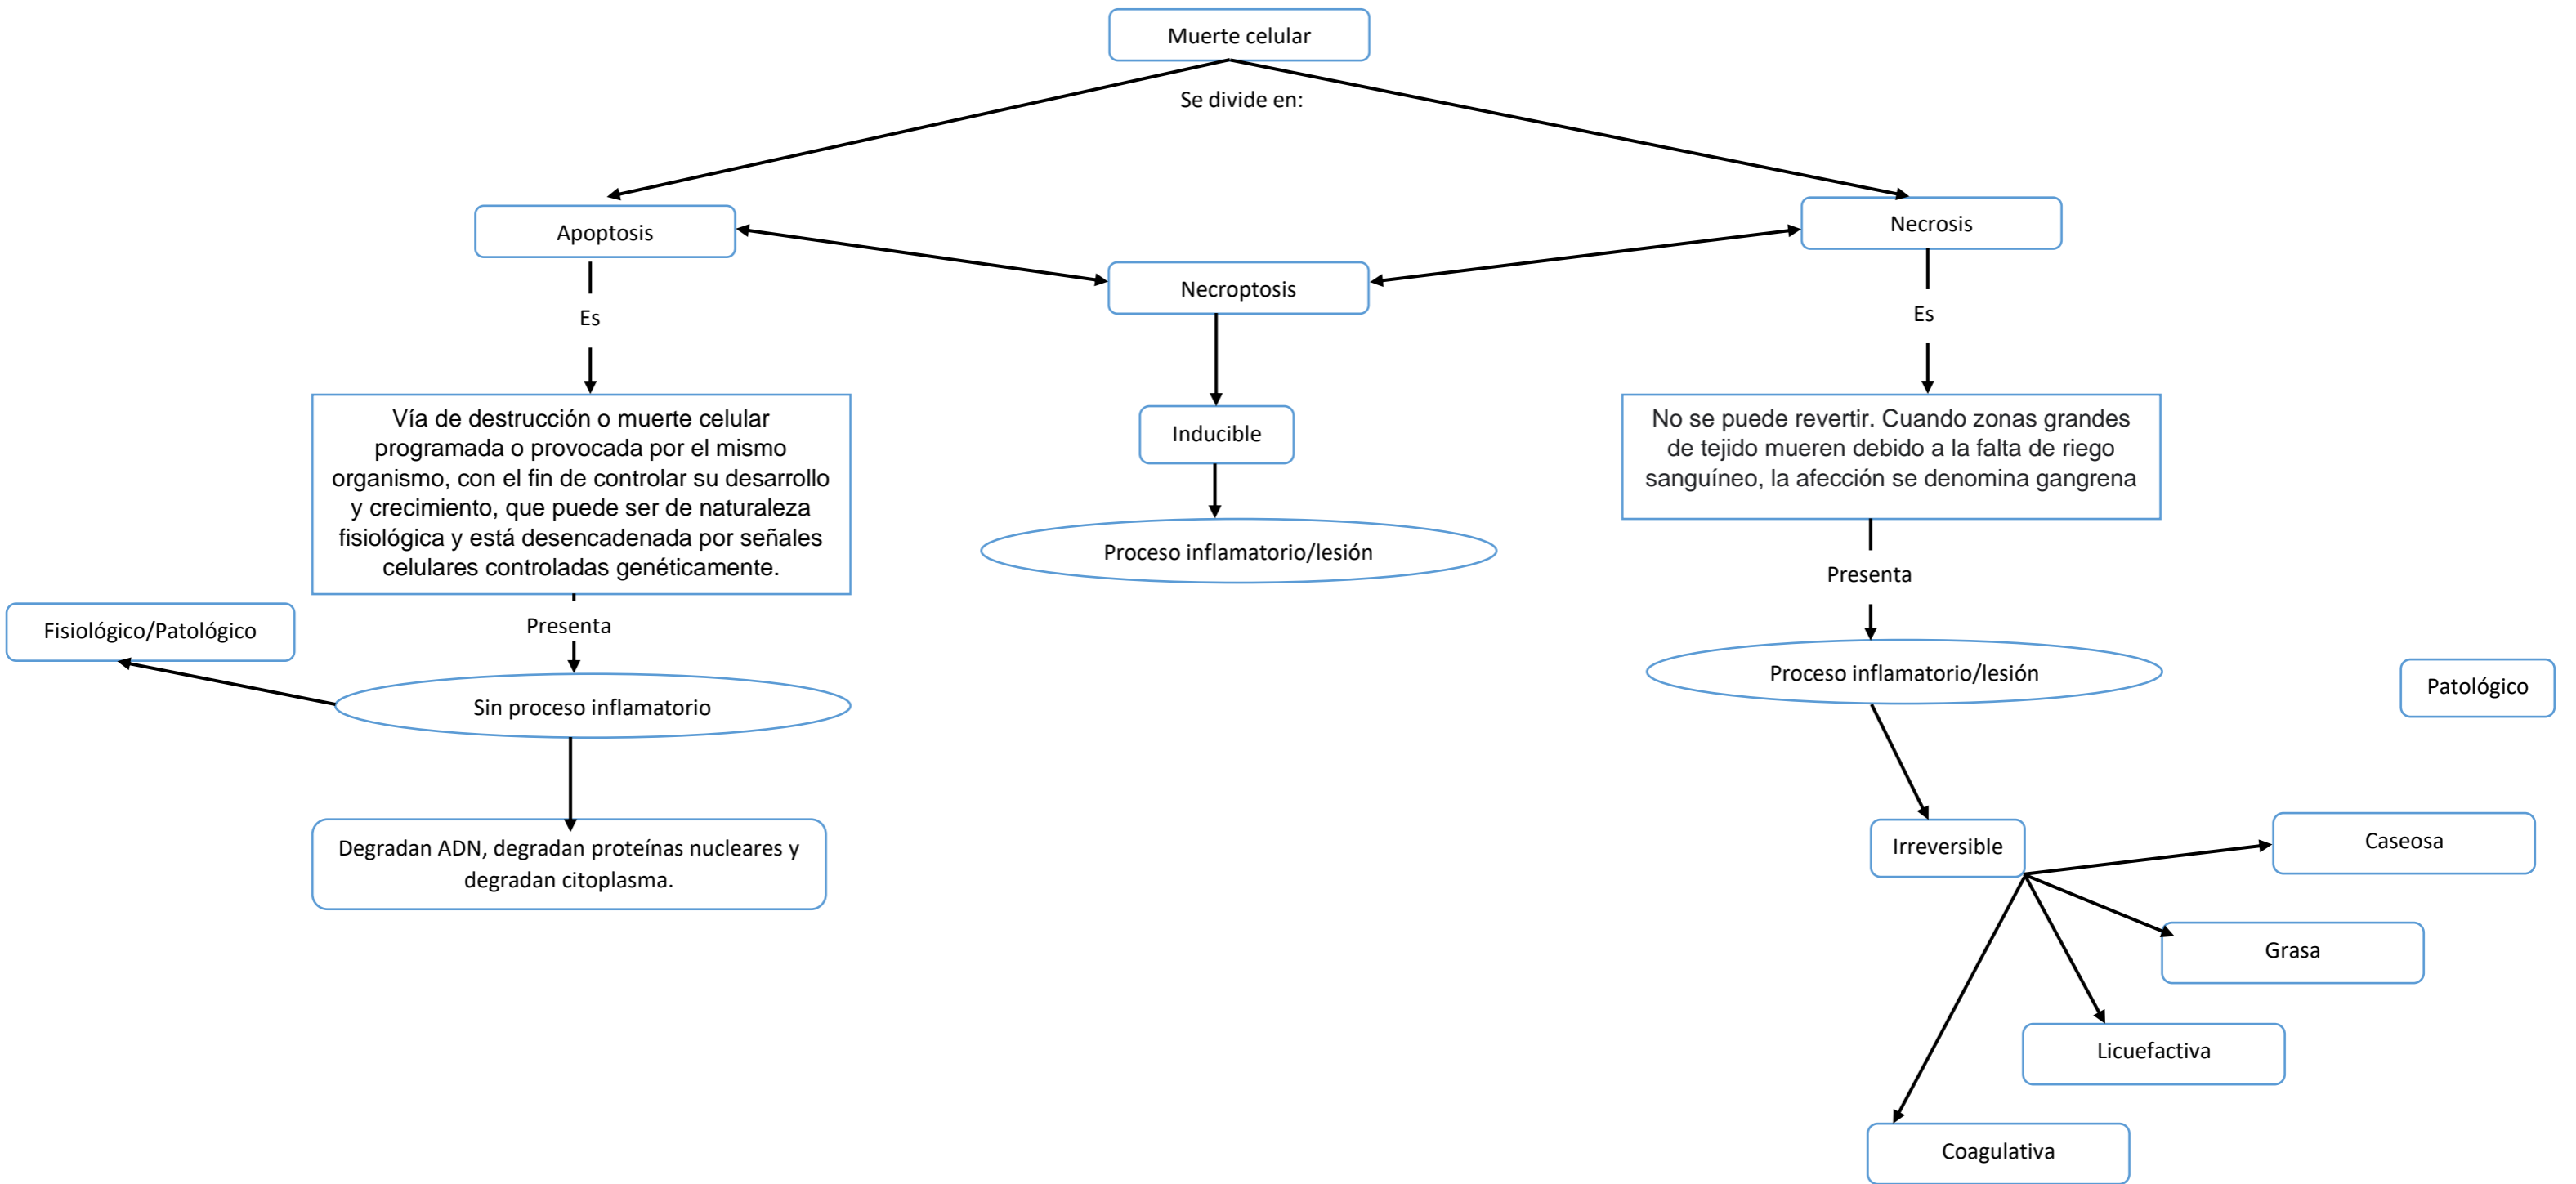 Muerte celular
Se divide en:
Apoptosis
Necrosis
Necroptosis
Es
Es
Vía de destrucción o muerte celular
programada o provocada por el mismo
organismo, con el fin de controlar su desarrollo
y crecimiento, que puede ser de naturaleza
fisiológica y está desencadenada por señales
celulares controladas genéticamente.
Inducible
No se puede revertir. Cuando zonas grandes
de tejido mueren debido a la falta de riego
sanguíneo, la afección se denomina gangrena
Proceso inflamatorio/lesión
Presenta
Fisiológico/Patológico
Presenta
Proceso inflamatorio/lesión
Patológico
Sin proceso inflamatorio
Degradan ADN, degradan proteínas nucleares y
degradan citoplasma.
Irreversible
Caseosa
Grasa
Licuefactiva
Coagulativa